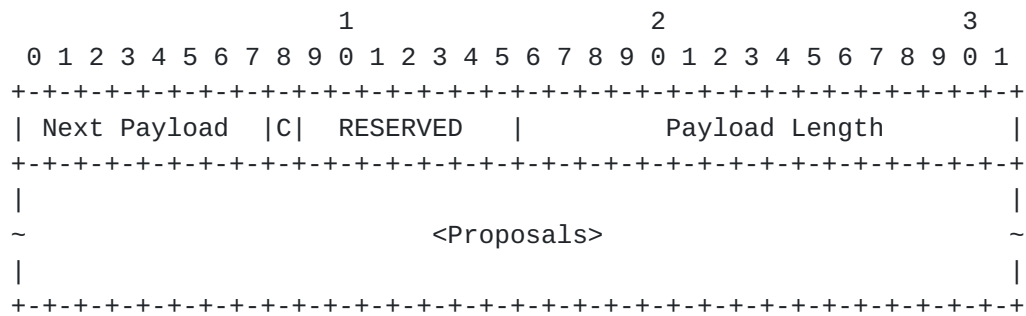 1                   2                   3
 0 1 2 3 4 5 6 7 8 9 0 1 2 3 4 5 6 7 8 9 0 1 2 3 4 5 6 7 8 9 0 1
+-+-+-+-+-+-+-+-+-+-+-+-+-+-+-+-+-+-+-+-+-+-+-+-+-+-+-+-+-+-+-+-+
| Next Payload  |C|  RESERVED   |         Payload Length        |
+-+-+-+-+-+-+-+-+-+-+-+-+-+-+-+-+-+-+-+-+-+-+-+-+-+-+-+-+-+-+-+-+
|                                                               |
~                          <Proposals>                          ~
|                                                               |
+-+-+-+-+-+-+-+-+-+-+-+-+-+-+-+-+-+-+-+-+-+-+-+-+-+-+-+-+-+-+-+-+